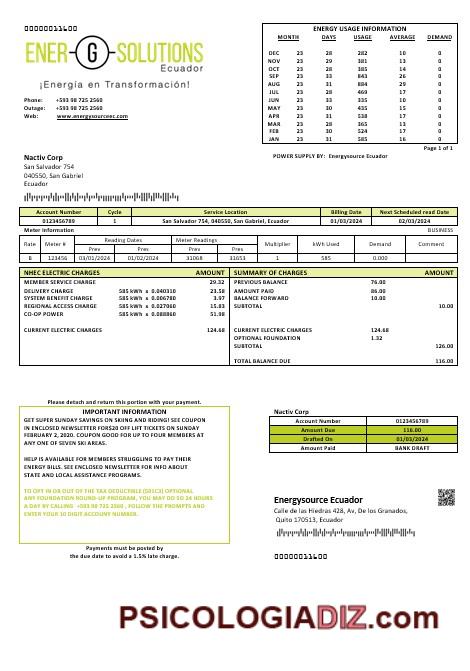 00000011600
ENER-G-SOLUTIONS
Ecuador
¡Energía en Transformación!
Phone: +593 98 725 2560
Outage: +593 98 725 2560
Web: www.energysourceec.com
ENERGY USAGE INFORMATION
MONTH DAYS USAGE AVERAGE DEMAND
DEC 23 28 282 10 0
NOV 23 29 381 13 0
OCT 23 28 385 14 0
SEP 23 33 843 26 0
AUG 23 31 884 29 0
JUL 23 28 469 17 0
JUN 23 33 335 10 0
MAY 23 30 435 15 0
APR 23 31 538 17 0
MAR 23 28 365 13 0
FEB 23 30 524 17 0
JAN 23 31 585 16 0
Page 1 of 1
POWER SUPPLY BY: Energysource Ecuador
Nactiv Corp
San Salvador 754
040550, San Gabriel
Ecuador
Account Number Cycle Service Location Billing Date Next Scheduled read Date
0123456789 1 San Salvador 754, 040550, San Gabriel, Ecuador 01/03/2024 02/03/2024
Meter Information BUSINESS
Rate Meter # Reading Dates Meter Readings Multiplier kWh Used Demand Comment
Prev Prev Prev Prev
B 123456 03/01/2024 01/02/2024 31068 31653 1 585 0.000
NHEC ELECTRIC CHARGES AMOUNT
MEMBER SERVICE CHARGE 29.32
DELIVERY CHARGE 585 kWh x 0.040310 23.58
SYSTEM BENEFIT CHARGE 585 kWh x 0.006780 3.97
REGIONAL ACCESS CHARGE 585 kWh x 0.027060 15.83
CO-OP POWER 585 kWh x 0.088860 51.98
CURRENT ELECTRIC CHARGES 124.68
SUMMARY OF CHARGES AMOUNT
PREVIOUS BALANCE 76.00
AMOUNT PAID 86.00
BALANCE FORWARD 10.00
SUBTOTAL 10.00
CURRENT ELECTRIC CHARGES 124.68
OPTIONAL FOUNDATION 1.32
SUBTOTAL 126.00
TOTAL BALANCE DUE 116.00
Please detach and return this portion with your payment.
IMPORTANT INFORMATION
GET SUPER SUNDAY SAVINGS ON SKIING AND RIDING! SEE COUPON
IN ENCLOSED NEWSLETTER FOR$20 OFF LIFT TICKETS ON SUNDAY
FEBRUARY 2, 2020. COUPON GOOD FOR UP TO FOUR MEMBERS AT
ANY ONE OF SEVEN SKI AREAS.
HELP IS AVAILABLE FOR MEMBERS STRUGGLING TO PAY THEIR
ENERGY BILLS. SEE ENCLOSED NEWSLETTER FOR INFO ABOUT
STATE AND LOCAL ASSISTANCE PROGRAMS.
TO OPT IN OR OUT OF THE TAX DEDUCTIBLE (501C3) OPTIONAL
ANY FOUNDATION ROUND-UP PROGRAM, YOU MAY DO SO 24 HOURS
A DAY BY CALLING +593 98 725 2560 , FOLLOW THE PROMPTS AND
ENTER YOUR 10 DIGIT ACCOUNT NUMBER.
Payments must be posted by
the due date to avoid a 1.5% late charge.
Nactiv Corp
Account Number 0123456789
Amount Due 116.00
Drafted On 01/03/2024
Amount Paid BANK DRAFT
Energysource Ecuador
Calle de las Hiedras 428, Av, De los Granados,
Quito 170513, Ecuador
00000011600
PSICOLOGIADIZ.com